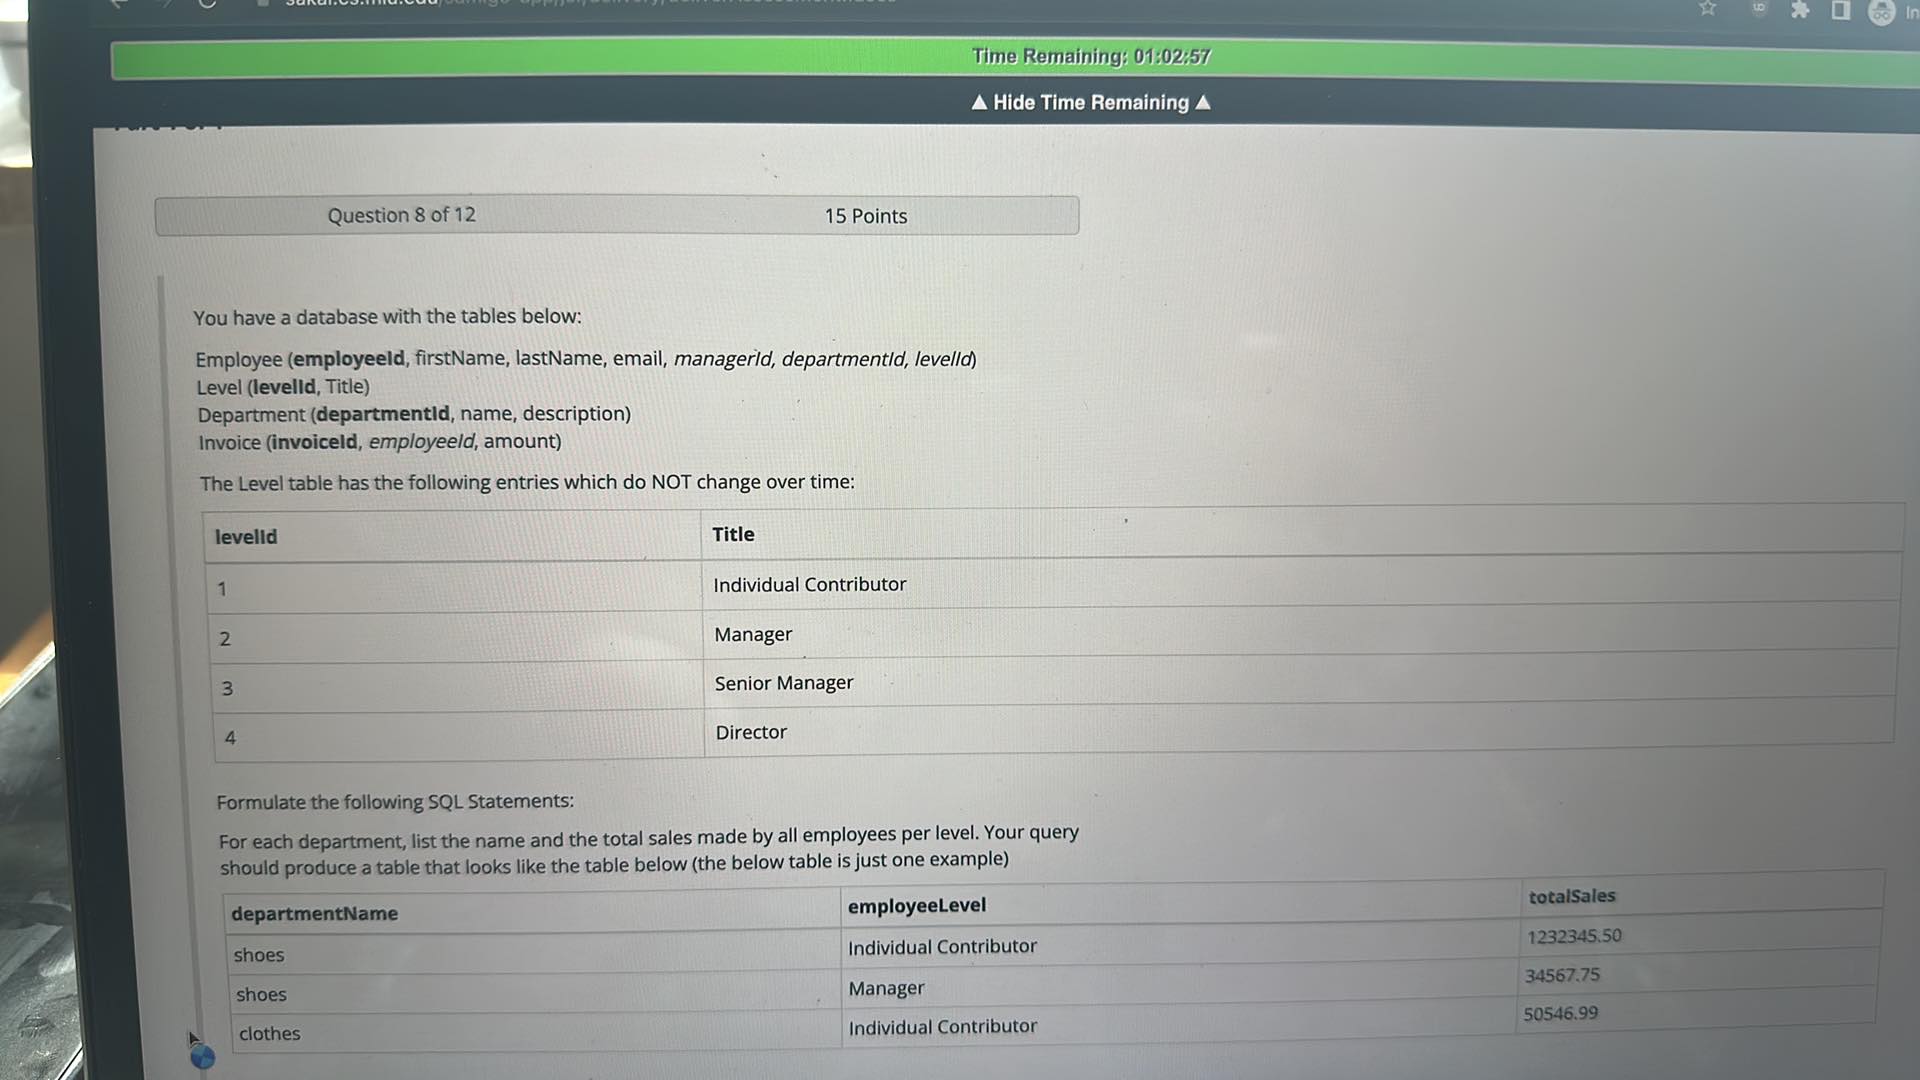 Time Remaining: 01:02:57
▲ Hide Time Remaining ▲
Question 8 of 12 15 Points
You have a database with the tables below:
Employee (employeeId, firstName, lastName, email, managerId, departmentId, levelId)
Level (levelId, Title)
Department (departmentId, name, description)
Invoice (invoiceId, employeeId, amount)
The Level table has the following entries which do NOT change over time:
levelId Title
1 Individual Contributor
2 Manager
3 Senior Manager
4 Director
Formulate the following SQL Statements:
For each department, list the name and the total sales made by all employees per level. Your query
should produce a table that looks like the table below (the below table is just one example)
departmentName employeeLevel totalSales
shoes Individual Contributor 1232345.50
shoes Manager 34567.75
clothes Individual Contributor 50546.99